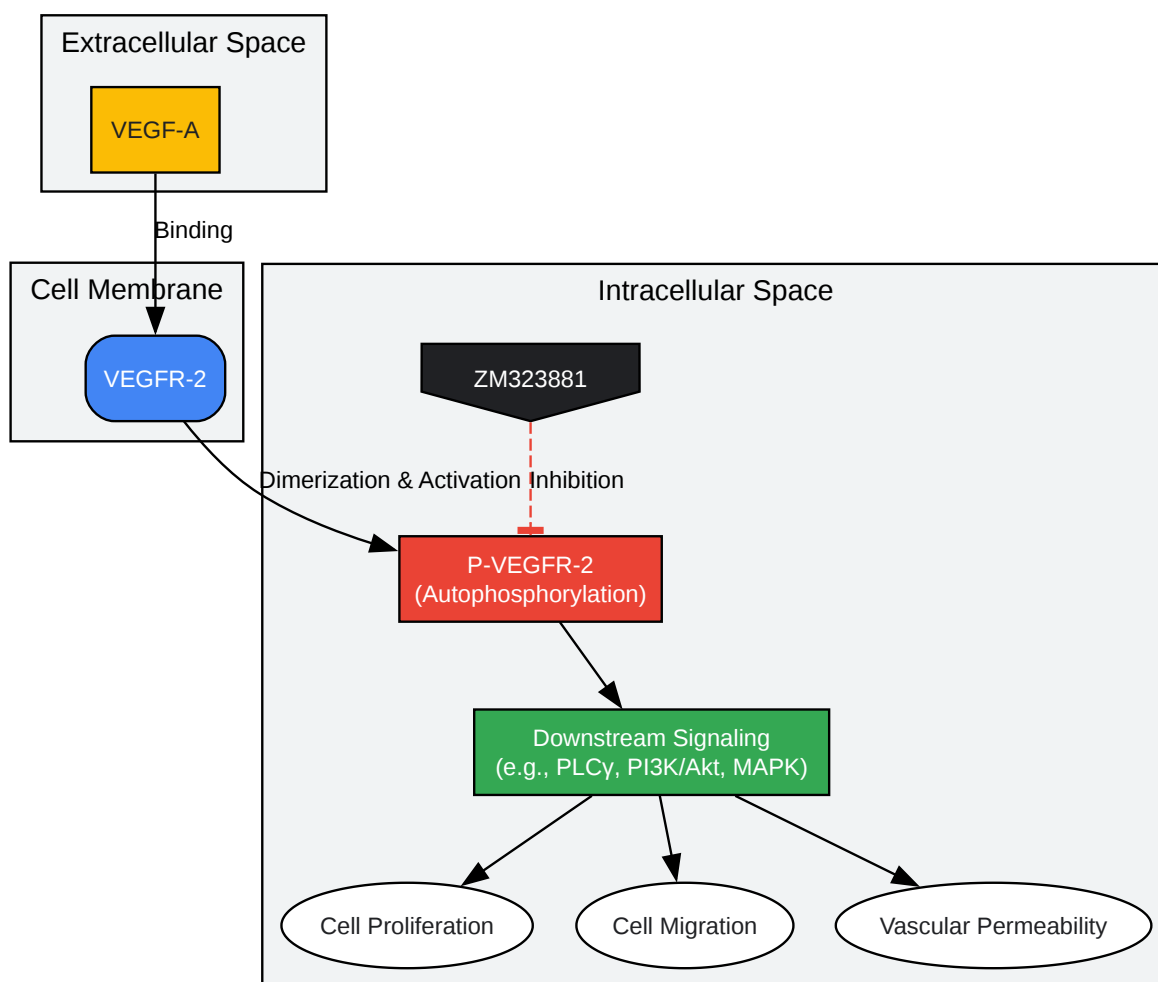 Extracellular Space
VEGF-A
Binding
Cell Membrane
Intracellular Space
VEGFR-2
ZM323881
Dimerization & Activation
Inhibition
P-VEGFR-2
(Autophosphorylation)
Downstream Signaling
(e.g., PLCγ, PI3K/Akt, MAPK)
Cell Proliferation
Cell Migration
Vascular Permeability